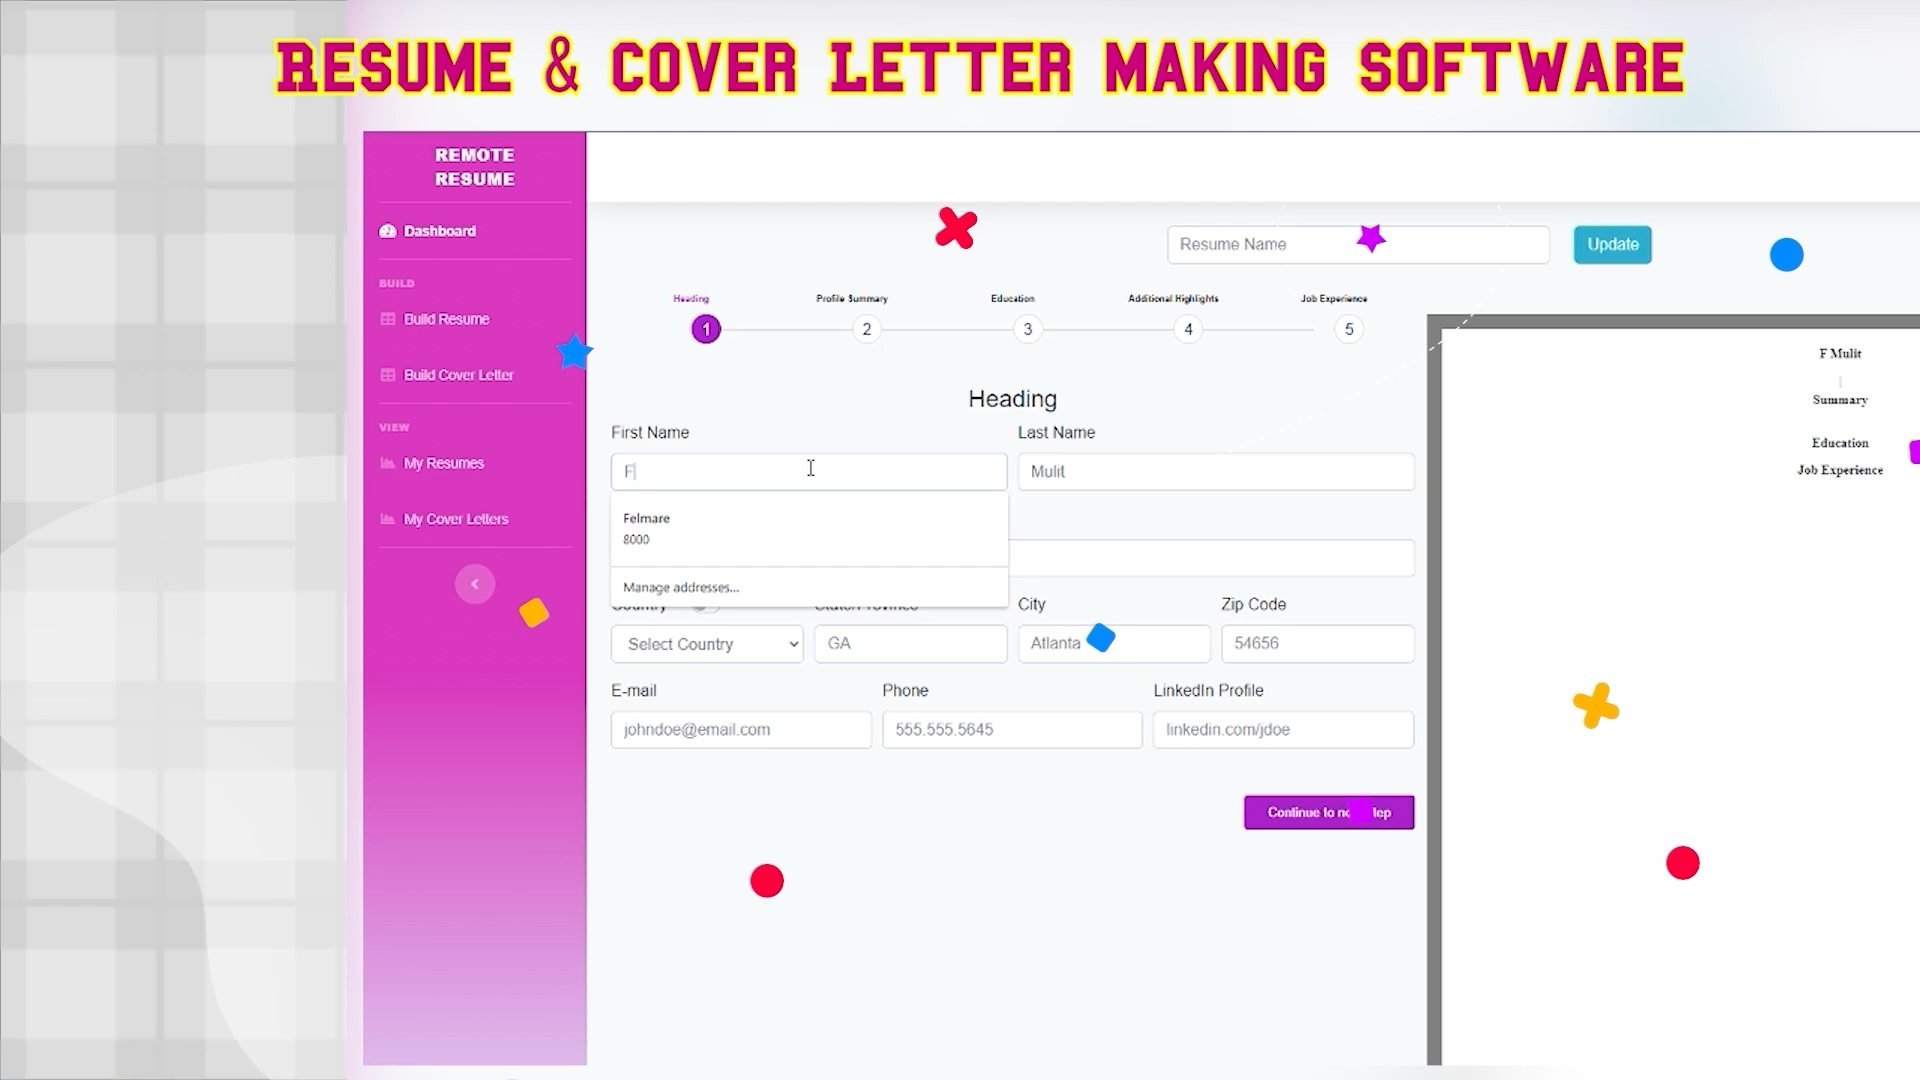 RESUME & COVER LETTER MAKING SOFTWARE
REMOTE
RESUME
Dashboard
BUILD
Build Resume
Build Cover Letter
VIEW
My Resumes
My Cover Letters
Resume Name
Update
Heading
Profile Summary
Education
Additional Highlights
Job Experience
1
2
3
4
5
Heading
First Name
Last Name
F
Mulit
Felmare
8000
Manage addresses...
City
Zip Code
Select Country
GA
Atlanta
54656
E-mail
Phone
LinkedIn Profile
johndoe@email.com
555.555.5645
linkedin.com/jdoe
Continue to
F Mulit
Summary
Education
Job Experience